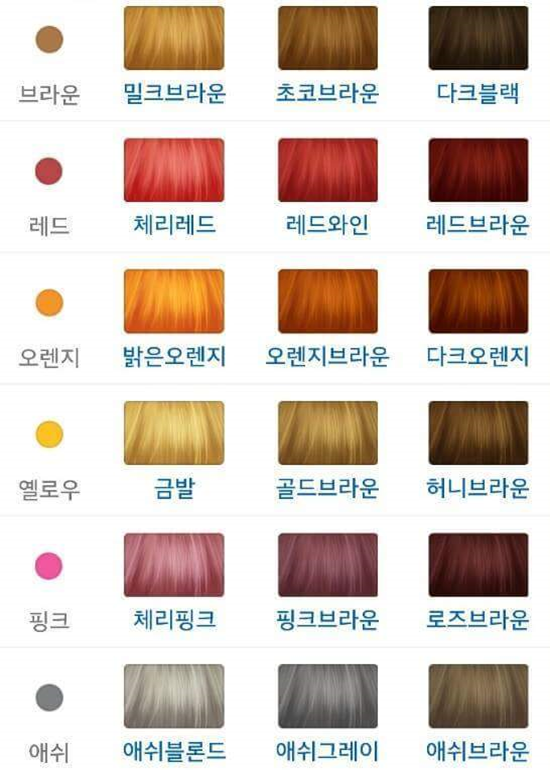 브라운 밀크브라운 초코브라운 다크블랙
레드 체리레드 레드와인 레드브라운
오렌지 밝은오렌지 오렌지브라운 다크오렌지
옐로우 금발 골드브라운 허니브라운
핑크 체리핑크 핑크브라운 로즈브라운
애쉬 애쉬블론드 애쉬그레이 애쉬브라운